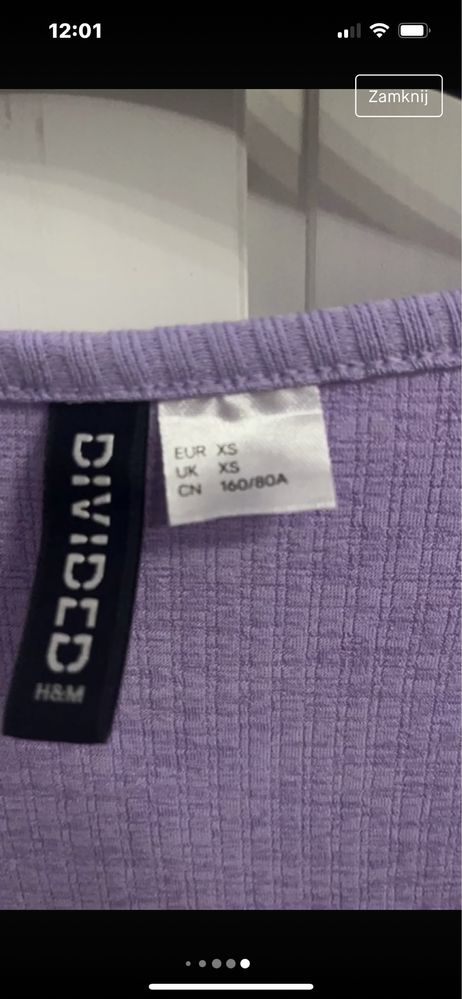 12:01
Zamknij
EUR XS
UK XS
CN 160/80A
DIVIDED
H&M